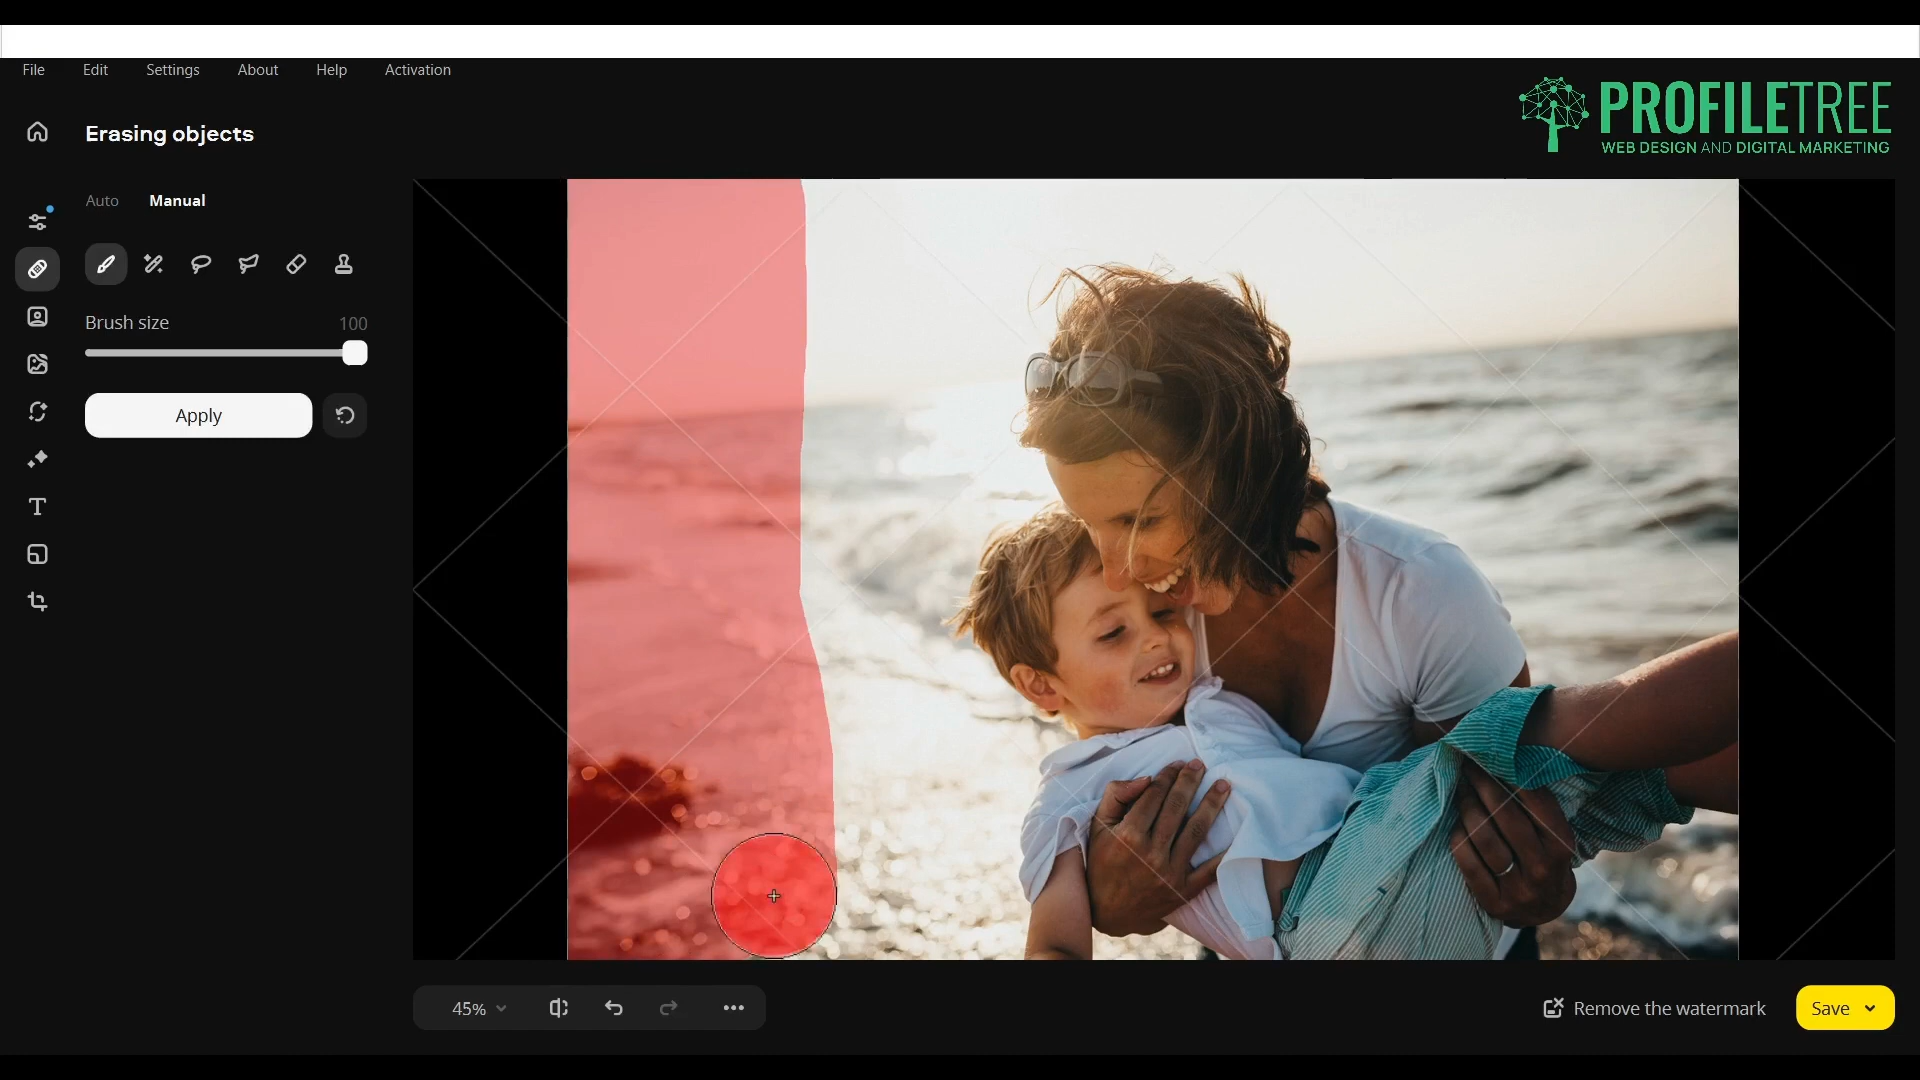 File Edit Settings About Help Activation
PROFILETREE
WEB DESIGN AND DIGITAL MARKETING
Erasing objects
Auto Manual
Brush size 100
Apply
45%
Remove the watermark
Save